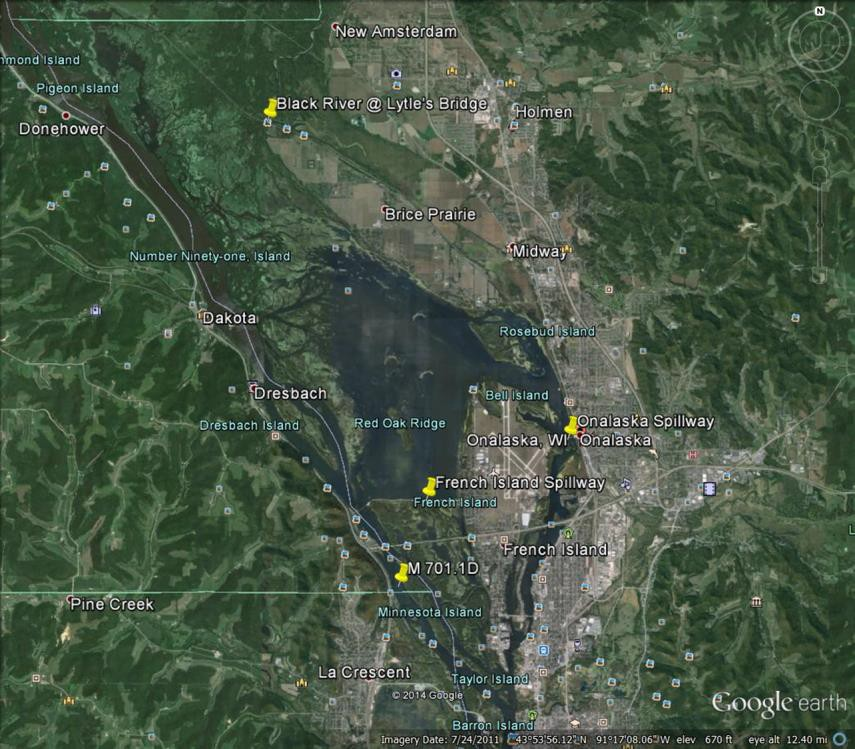 New Amsterdam
mmond Island
Pigeon Island
Black River @ Lytle's Bridge
Holmen
Donehower
Brice Prairie
Midway
Number Ninety-one, Island
Dakota
Rosebud Island
Dresbach
Bell Island
Dresbach Island
Red Oak Ridge
Onalaska Spillway
Onalaska, WI
Onalaska
French Island Spillway
French Island
French Island
M 701.1D
Pine Creek
Minnesota Island
La Crescent
Taylor Island
© 2014 Google
Google earth
Barron Island
Imagery Date: 7/24/2011 43°53'56.12" N 91°17'08.06" W elev 670 ft eye alt 12.40 mi
N
H
L